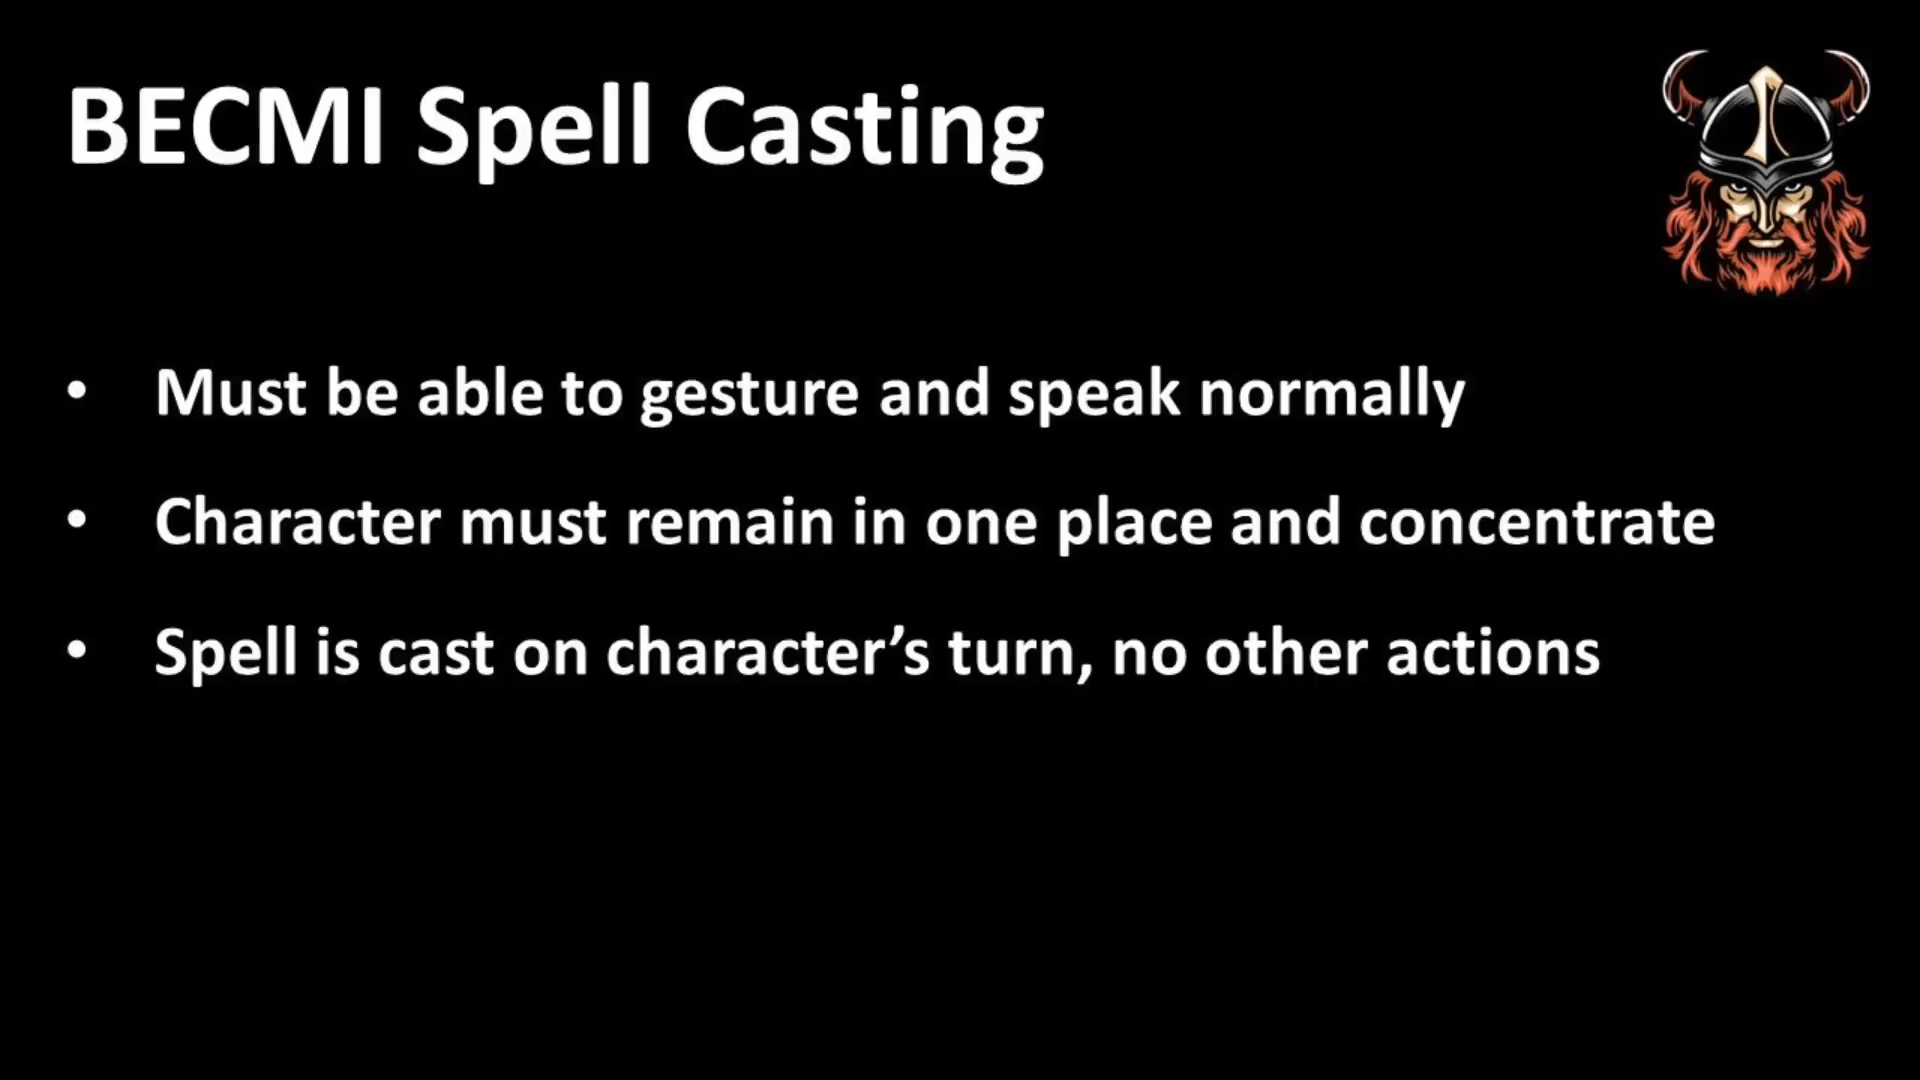 BECMI Spell Casting
• Must be able to gesture and speak normally
• Character must remain in one place and concentrate
• Spell is cast on character’s turn, no other actions